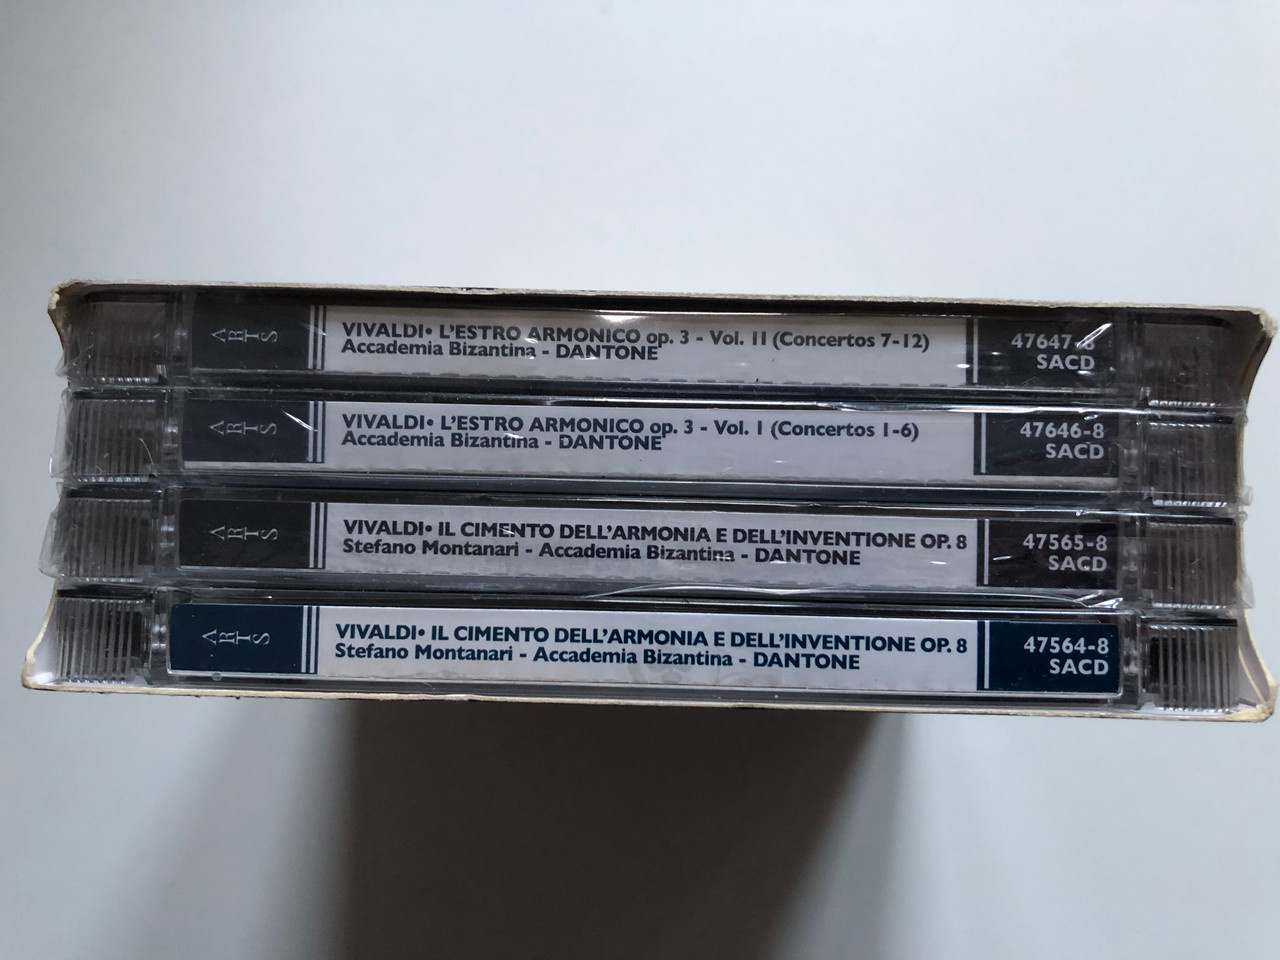 ARTS
VIVALDI• L'ESTRO ARMONICO op. 3 - Vol. II (Concertos 7-12)
Accademia Bizantina - DANTONE
47647-8
SACD
ARTS
VIVALDI• L'ESTRO ARMONICO op. 3 - Vol. I (Concertos 1-6)
Accademia Bizantina - DANTONE
47646-8
SACD
ARTS
VIVALDI• IL CIMENTO DELL'ARMONIA E DELL'INVENTIONE OP. 8
Stefano Montanari - Accademia Bizantina - DANTONE
47565-8
SACD
ARTS
VIVALDI• IL CIMENTO DELL'ARMONIA E DELL'INVENTIONE OP. 8
Stefano Montanari - Accademia Bizantina - DANTONE
47564-8
SACD